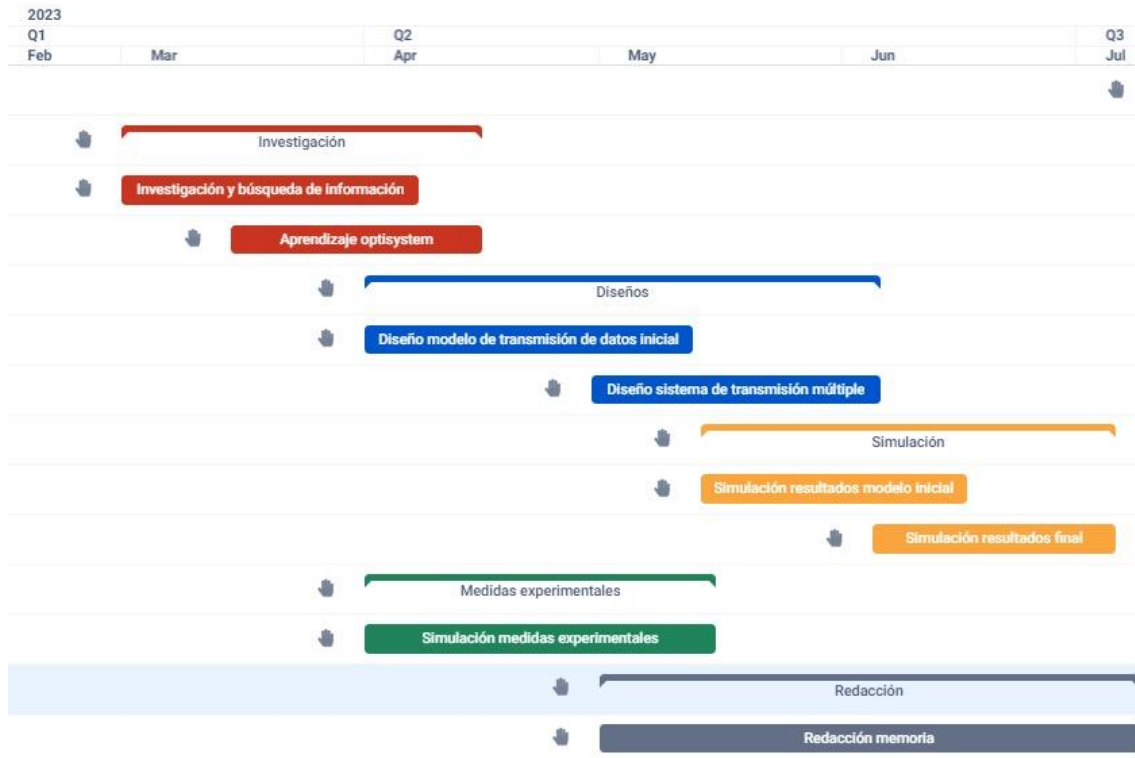 2023
Q1 Q2 Q3
Feb Mar Apr May Jun Jul
Investigación
Investigación y búsqueda de información
Aprendizaje optisystem
Diseños
Diseño modelo de transmisión de datos inicial
Diseño sistema de transmisión múltiple
Simulación
Simulación resultados modelo inicial
Simulación resultados final
Medidas experimentales
Simulación medidas experimentales
Redacción
Redacción memoria